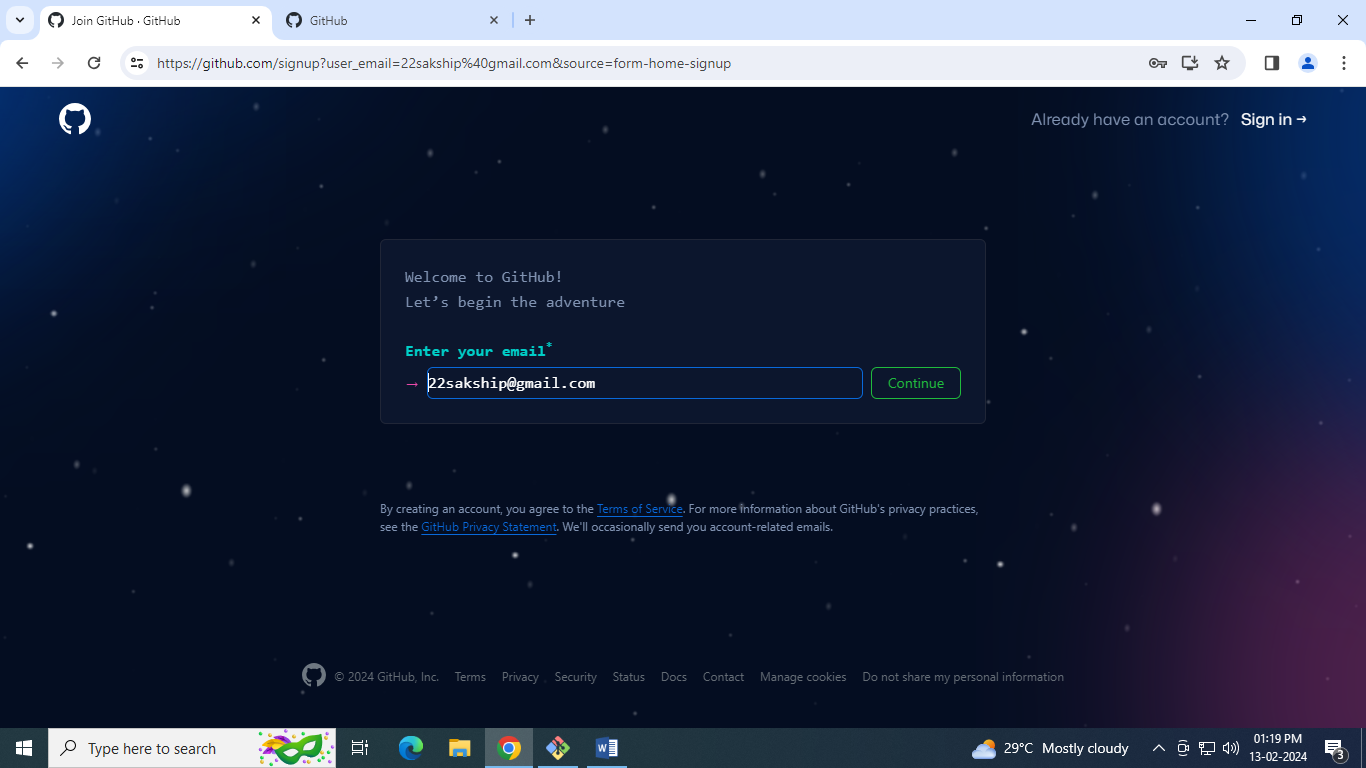 Join GitHub · GitHub
GitHub
https://github.com/signup?user_email=22sakship%40gmail.com&source=form-home-signup
Already have an account? Sign in →
Welcome to GitHub!
Let’s begin the adventure
Enter your email*
→ 22sakship@gmail.com
Continue
By creating an account, you agree to the Terms of Service. For more information about GitHub's privacy practices,
see the GitHub Privacy Statement. We'll occasionally send you account-related emails.
© 2024 GitHub, Inc. Terms Privacy Security Status Docs Contact Manage cookies Do not share my personal information
Type here to search
29°C Mostly cloudy
01:19 PM
13-02-2024
3